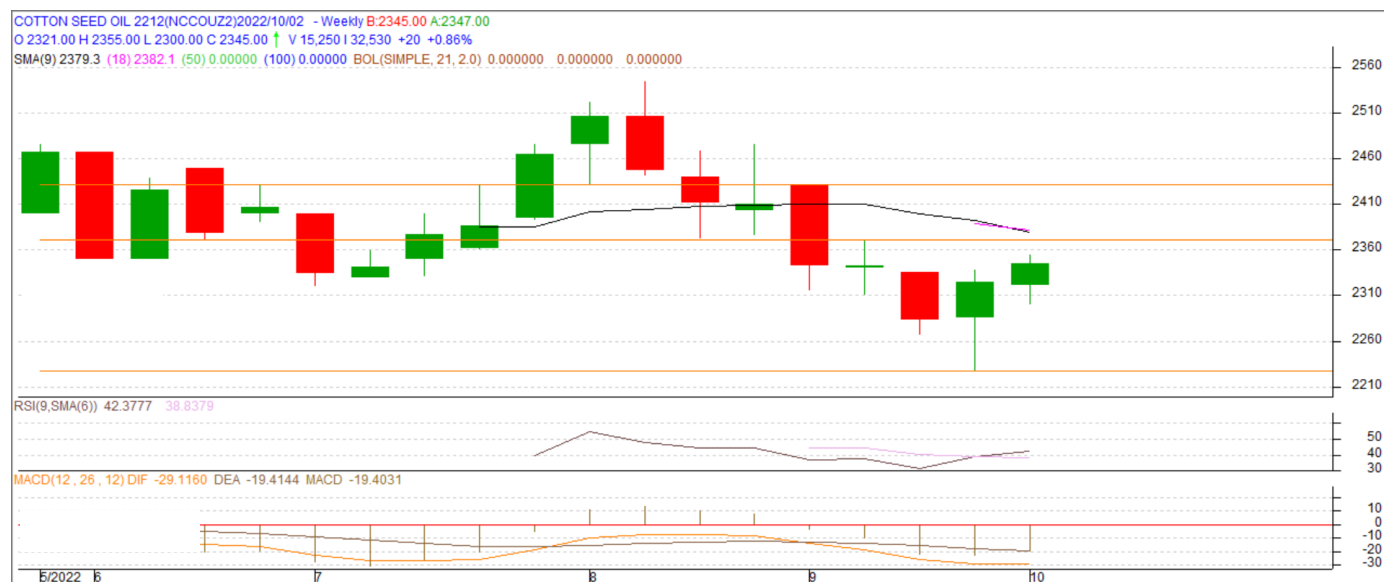 COTTON SEED OIL 2212(NCCOUZ2)2022/10/02 - Weekly B:2345.00 A:2347.00
O 2321.00 H 2355.00 L 2300.00 C 2345.00 V 15,250 I 32,530 +20 +0.86%
SMA(9) 2379.3 (18) 2382.1 (50) 0.00000 (100) 0.00000 BOL(SIMPLE, 21, 2.0) 0.000000 0.000000 0.000000
2560
2510
2460
2410
2360
2310
2260
2210
RSI(9,SMA(6)) 42.3777 38.8379
50
40
30
MACD(12 , 26 , 12) DIF -29.1160 DEA -19.4144 MACD -19.4031
10
0
-10
-20
-30
5/2022 6 7 8 9 10